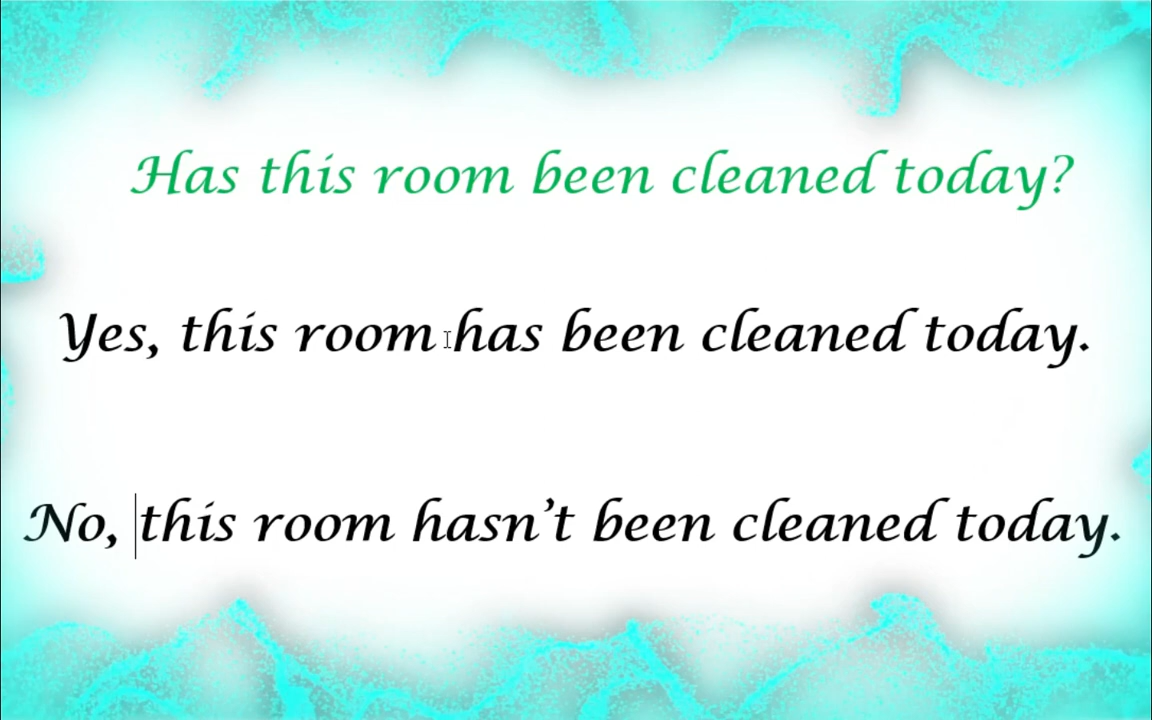 Has this room been cleaned today?
Yes, this room has been cleaned today.
No, this room hasn't been cleaned today.